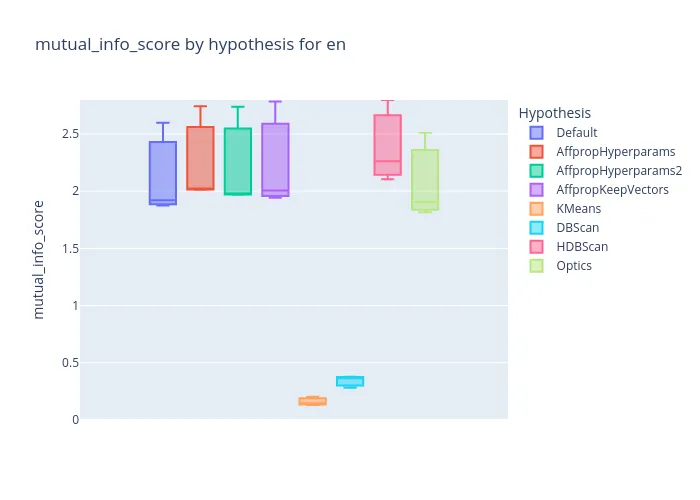 mutual_info_score by hypothesis for en
mutual_info_score
2.5
2
1.5
1
0.5
0
Hypothesis
Default
AffpropHyperparams
AffpropHyperparams2
AffpropKeepVectors
KMeans
DBScan
HDBScan
Optics